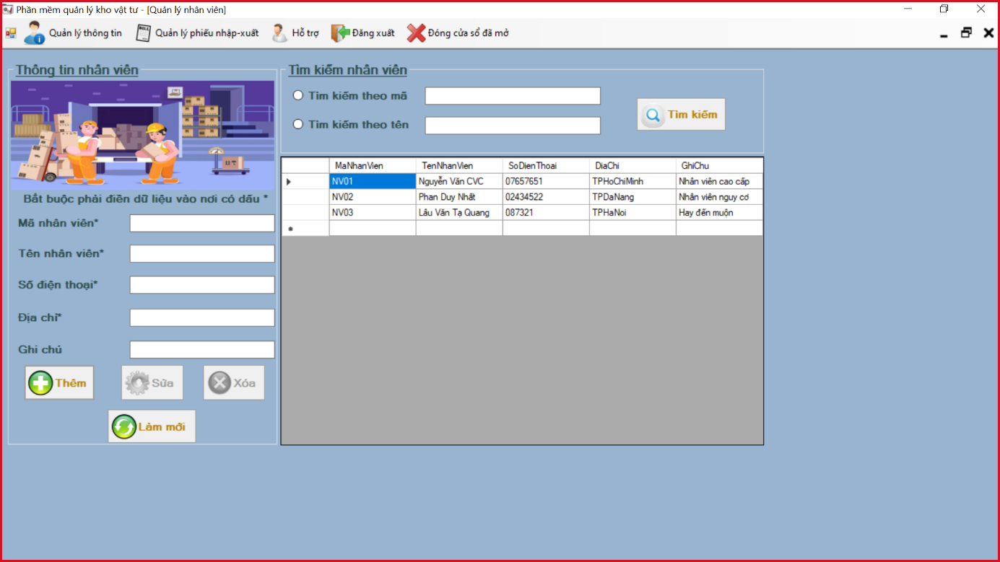 Phần mềm quản lý kho vật tư - [Quản lý nhân viên]
Quản lý thông tin
Quản lý phiếu nhập-xuất
Hỗ trợ
Đăng xuất
Đóng cửa sổ đã mở
Thông tin nhân viên
Bắt buộc phải điền dữ liệu vào nơi có dấu *
Mã nhân viên*
Tên nhân viên*
Số điện thoại*
Địa chỉ*
Ghi chú
Thêm
Sửa
Xóa
Làm mới
Tìm kiếm nhân viên
Tìm kiếm theo mã
Tìm kiếm theo tên
Tìm kiếm
MaNhanVien TenNhanVien SoDienThoai DiaChi GhiChu
NV01 Nguyễn Văn CVC 07657651 TPHoChiMinh Nhân viên cao cấp
NV02 Phan Duy Nhất 02434522 TPDaNang Nhân viên nguy cơ
NV03 Lâu Văn Tạ Quang 087321 TPHaNoi Hay đến muộn